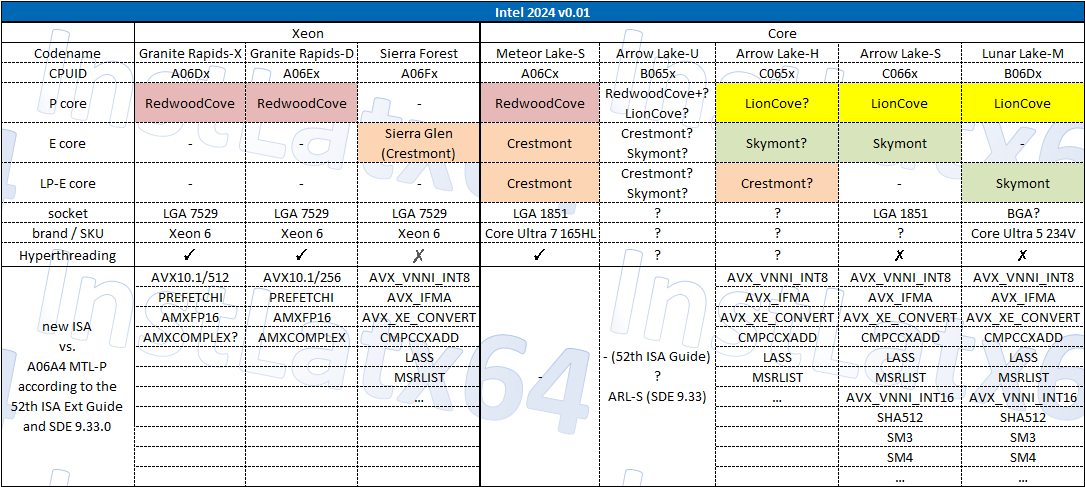 Intel 2024 v0.01
Xeon Core
Codename Granite Rapids-X Granite Rapids-D Sierra Forest Meteor Lake-S Arrow Lake-U Arrow Lake-H Arrow Lake-S Lunar Lake-M
CPUID A06Dx A06Ex A06Fx A06Cx B065x C065x C066x B06Dx
P core RedwoodCove RedwoodCove - RedwoodCove RedwoodCove+? LionCove? LionCove? LionCove LionCove
E core - - Sierra Glen (Crestmont) Crestmont Crestmont? Skymont? Skymont? Skymont -
LP-E core - - - Crestmont Crestmont? Skymont? Crestmont? - Skymont
socket LGA 7529 LGA 7529 LGA 7529 LGA 1851 ? ? LGA 1851 BGA?
brand / SKU Xeon 6 Xeon 6 Xeon 6 Core Ultra 7 165HL ? ? ? Core Ultra 5 234V
Hyperthreading ✓ ✓ ✗ ✓ ? ? ✗ ✗
new ISA
vs.
A06A4 MTL-P
according to the
52th ISA Ext Guide
and SDE 9.33.0
AVX10.1/512 AVX10.1/256 AVX_VNNI_INT8 AVX_VNNI_INT8 AVX_VNNI_INT8 AVX_VNNI_INT8
PREFETCHI PREFETCHI AVX_IFMA AVX_IFMA AVX_IFMA AVX_IFMA
AMXFP16 AMXFP16 AVX_XE_CONVERT AVX_XE_CONVERT AVX_XE_CONVERT AVX_XE_CONVERT
AMXCOMPLEX? AMXCOMPLEX CMPCCXADD CMPCCXADD CMPCCXADD CMPCCXADD
LASS - (52th ISA Guide) LASS LASS LASS
MSRLIST - ? MSRLIST MSRLIST MSRLIST
... ARL-S (SDE 9.33) ... AVX_VNNI_INT16 AVX_VNNI_INT16
SHA512 SHA512
SM3 SM3
SM4 SM4
... ...
InstLatx64